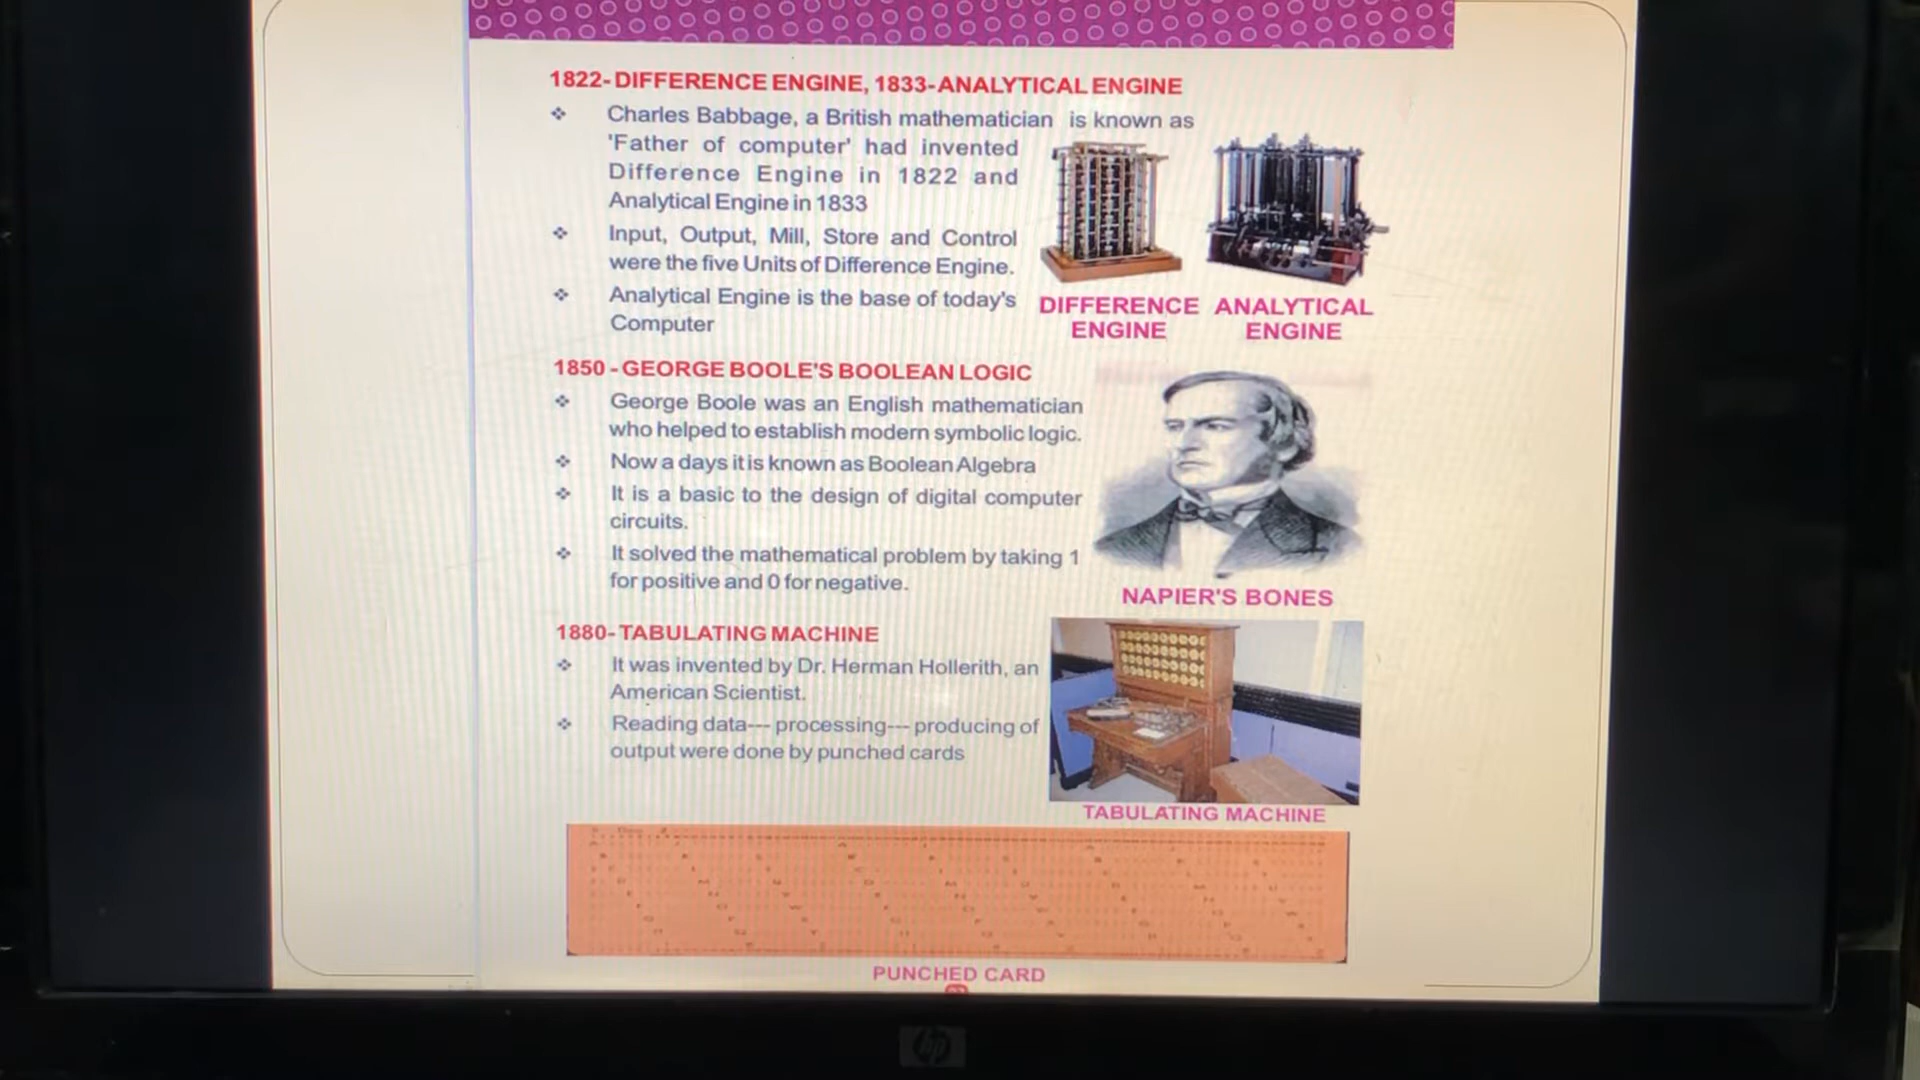 1822- DIFFERENCE ENGINE, 1833- ANALYTICAL ENGINE
Charles Babbage, a British mathematician is known as
'Father of computer' had invented
Difference Engine in 1822 and
Analytical Engine in 1833
Input, Output, Mill, Store and Control
were the five Units of Difference Engine.
Analytical Engine is the base of today's
Computer
DIFFERENCE
ENGINE
ANALYTICAL
ENGINE
1850 - GEORGE BOOLE'S BOOLEAN LOGIC
George Boole was an English mathematician
who helped to establish modern symbolic logic.
Now a days it is known as Boolean Algebra
It is a basic to the design of digital computer
circuits.
It solved the mathematical problem by taking 1
for positive and 0 for negative.
NAPIER'S BONES
1880- TABULATING MACHINE
It was invented by Dr. Herman Hollerith, an
American Scientist.
Reading data--- processing--- producing of
output were done by punched cards
TABULATING MACHINE
PUNCHED CARD
hp